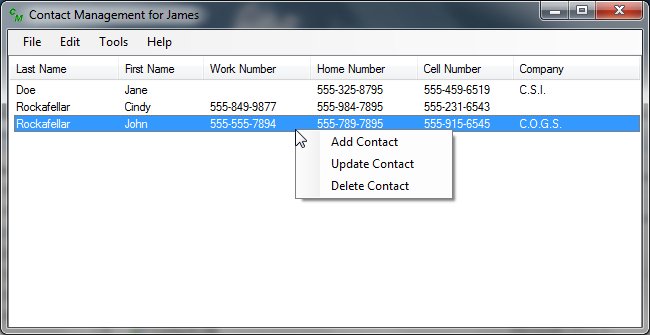 CM Contact Management for James
File Edit Tools Help
Last Name First Name Work Number Home Number Cell Number Company
Doe Jane 555-325-8795 555-459-6519 C.S.I.
Rockafellar Cindy 555-849-9877 555-984-7895 555-231-6543
Rockafellar John 555-555-7894 555-789-7895 555-915-6545 C.O.G.S.
Add Contact
Update Contact
Delete Contact